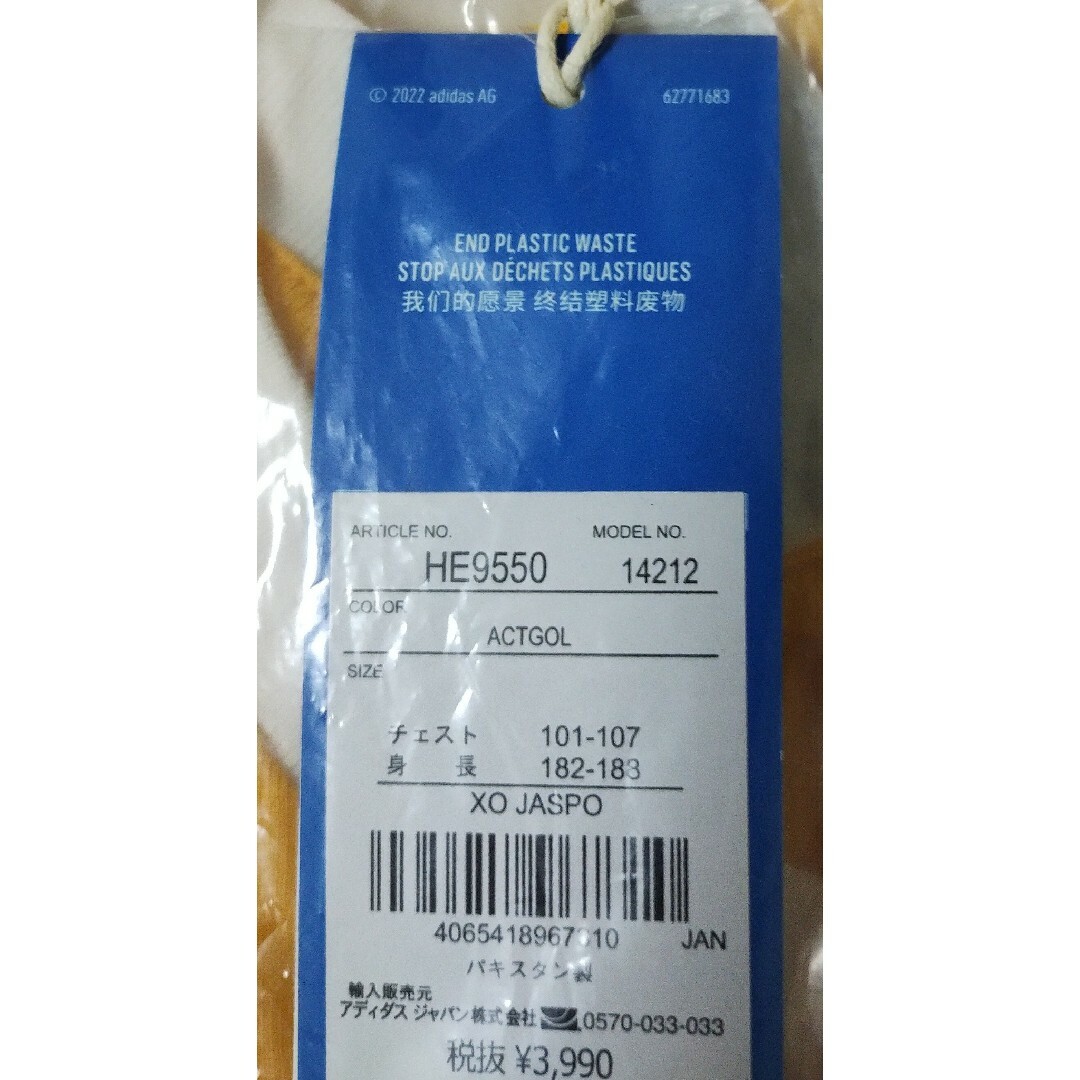 © 2022 adidas AG 62771683
END PLASTIC WASTE
STOP AUX DÉCHETS PLASTIQUES
我们的愿景 终结塑料废物
ARTICLE NO. MODEL NO.
HE9550 14212
COLOR
ACTGOL
SIZE
チェスト 101-107
身長 182-183
XO JASPO
JAN
パキスタン製
輸入販売元
アディダス ジャパン株式会社 0570-033-033
税抜 ¥3,990